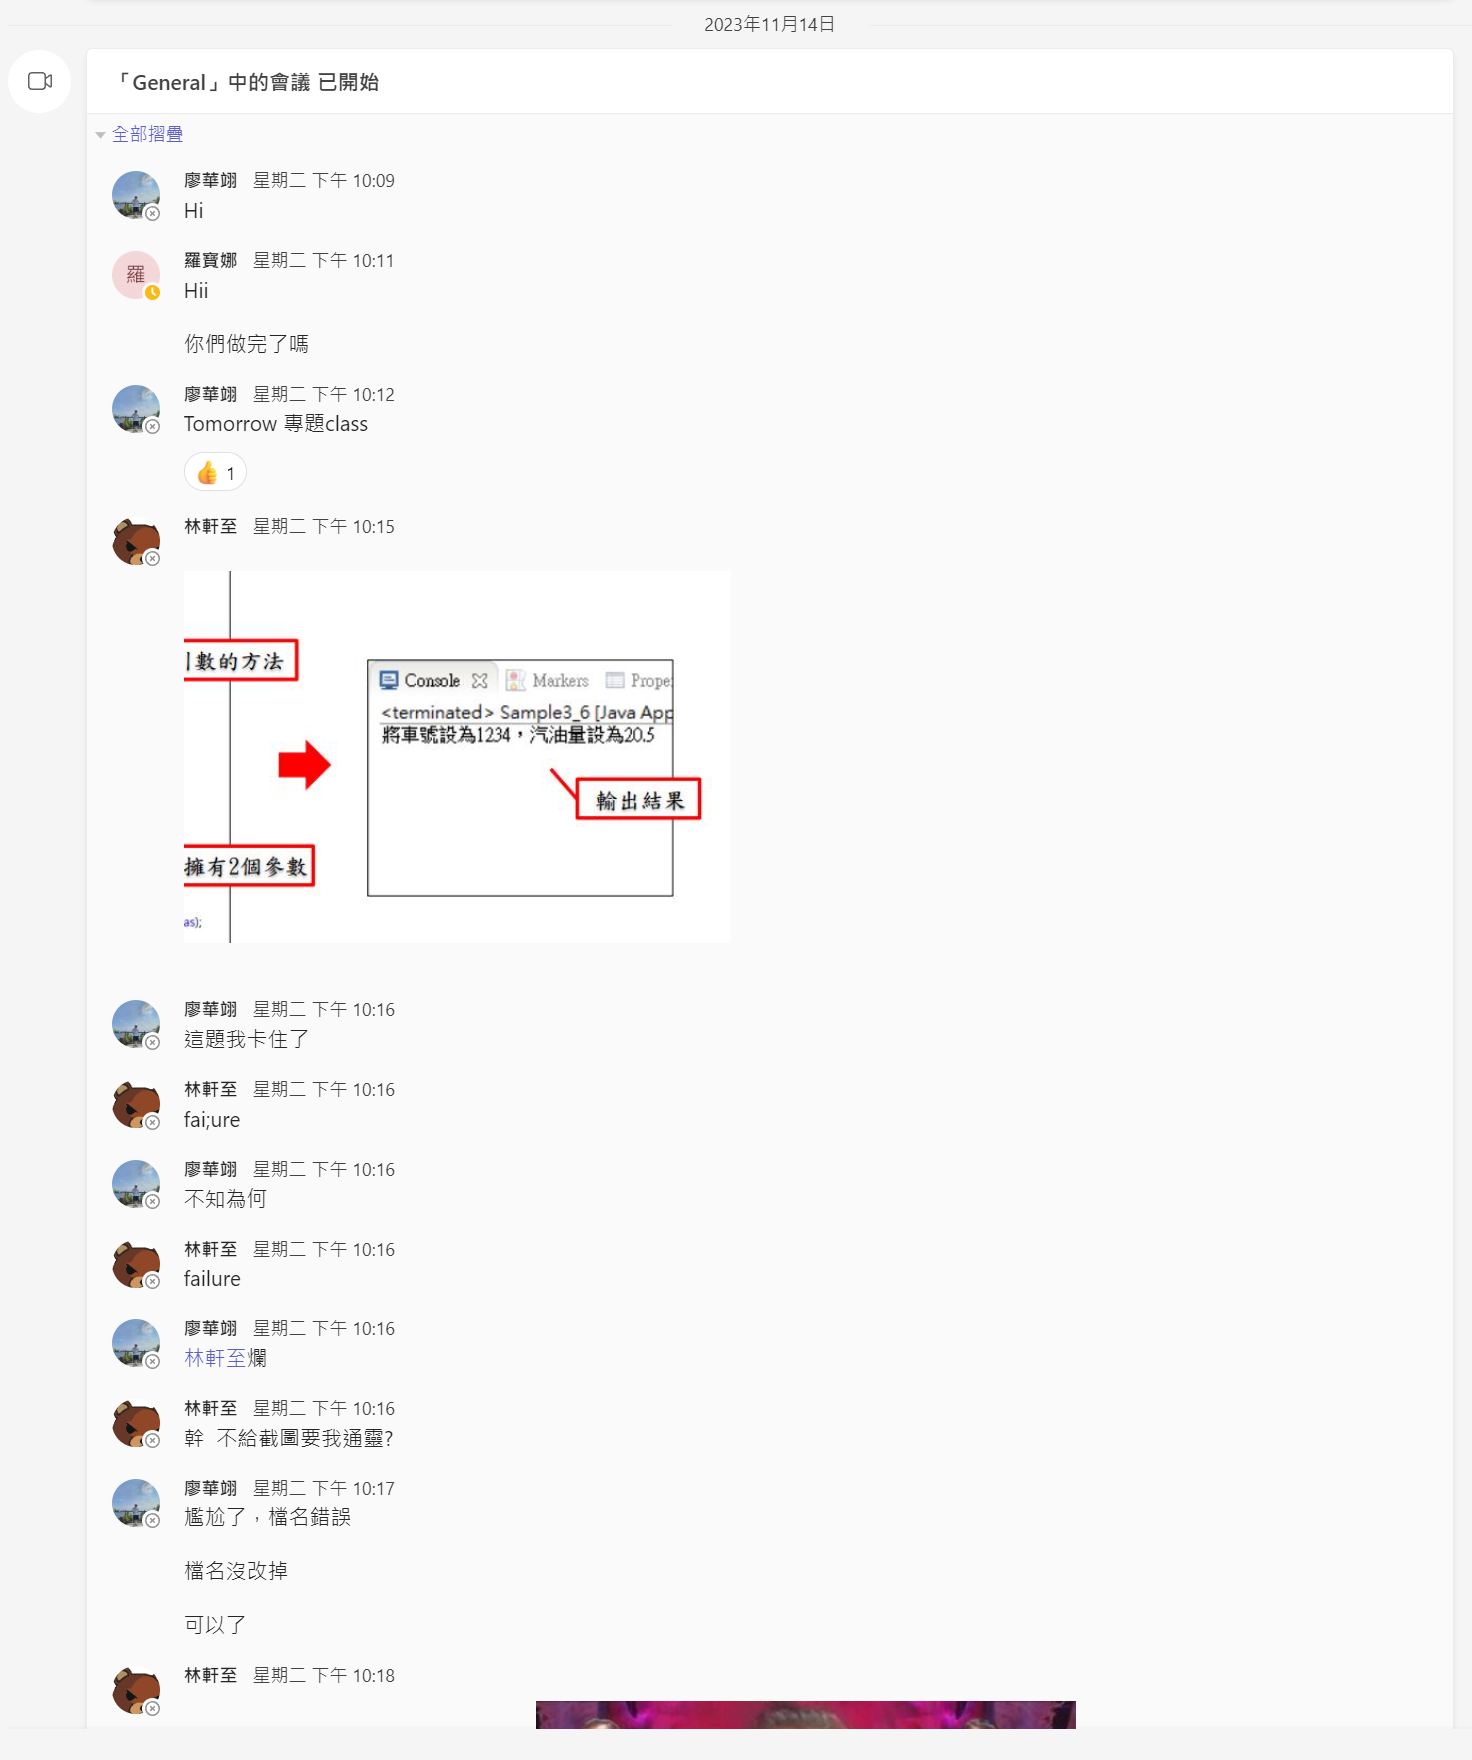 2023年11月14日
「General」中的會議 已開始
全部摺疊
廖華翊 星期二 下午 10:09
Hi
羅
羅寶娜 星期二 下午 10:11
Hii
你們做完了嗎
廖華翊 星期二 下午 10:12
Tomorrow 專題class
👍 1
林軒至 星期二 下午 10:15
數的方法
Console Markers Prope
<terminated> Sample3_6 [Java App
將車號設為1234，汽油量設為20.5
輸出結果
擁有2個參數
as);
廖華翊 星期二 下午 10:16
這題我卡住了
林軒至 星期二 下午 10:16
fai;ure
廖華翊 星期二 下午 10:16
不知為何
林軒至 星期二 下午 10:16
failure
廖華翊 星期二 下午 10:16
林軒至爛
林軒至 星期二 下午 10:16
幹 不給截圖要我通靈?
廖華翊 星期二 下午 10:17
尷尬了，檔名錯誤
檔名沒改掉
可以了
林軒至 星期二 下午 10:18